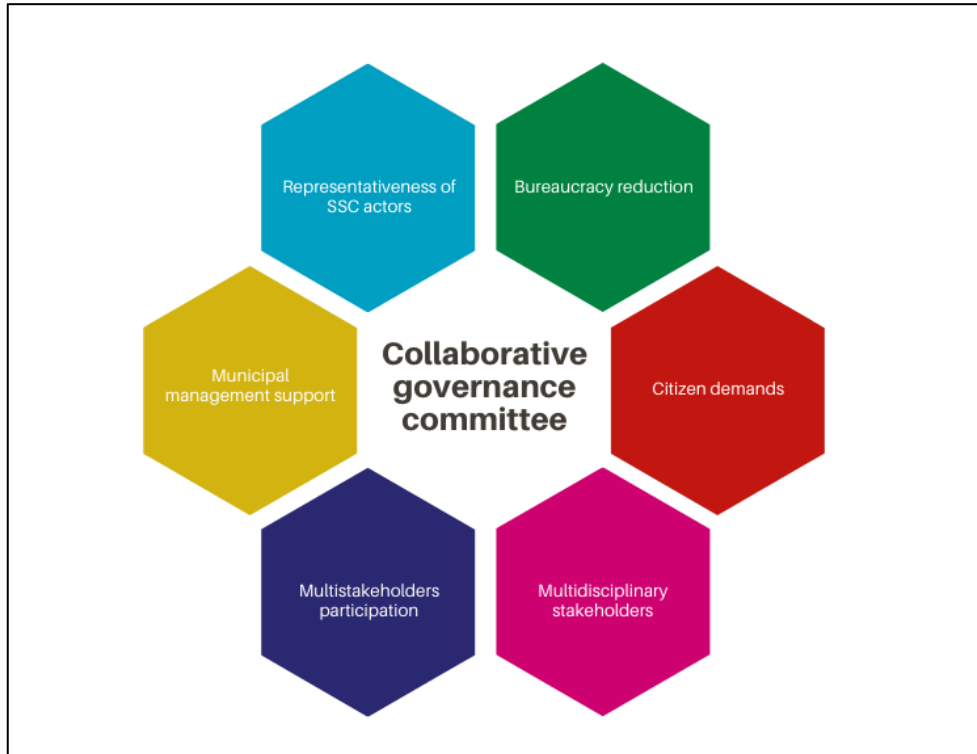 Representativeness of
SSC actors
Bureaucracy reduction
Municipal
management support
Collaborative
governance
committee
Citizen demands
Multistakeholders
participation
Multidisciplinary
stakeholders